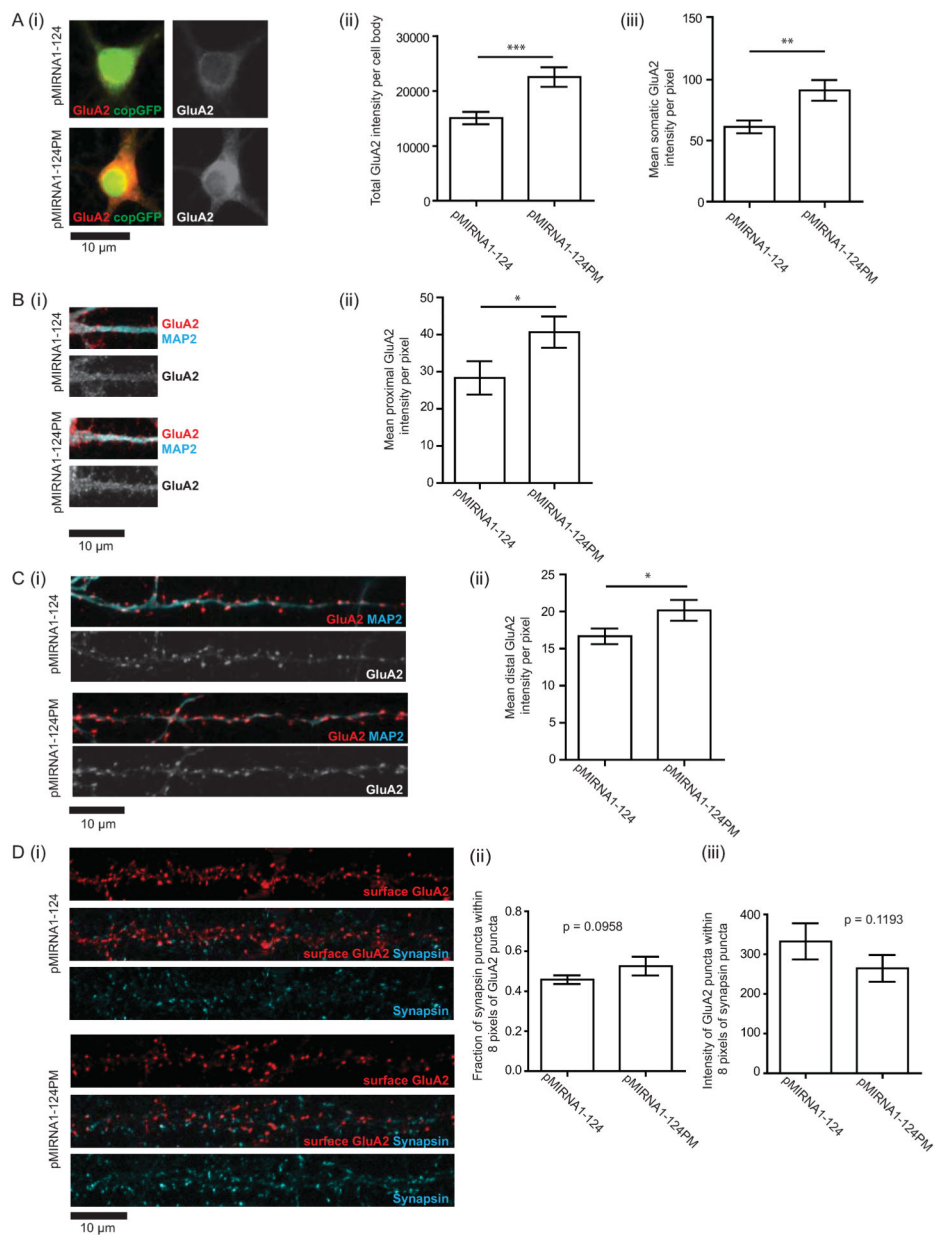 A (i)
pMIRNA1-124
GluA2 copGFP
GluA2
pMIRNA1-124PM
GluA2 copGFP
GluA2
10 µm
(ii)
Total GluA2 intensity per cell body
30000
20000
10000
0
***
pMIRNA1-124
pMIRNA1-124PM
(iii)
Mean somatic GluA2
intensity per pixel
150
100
50
0
**
pMIRNA1-124
pMIRNA1-124PM
B (i)
pMIRNA1-124
GluA2
MAP2
GluA2
pMIRNA1-124PM
GluA2
MAP2
GluA2
10 µm
(ii)
Mean proximal GluA2
intensity per pixel
50
40
30
20
10
0
*
pMIRNA1-124
pMIRNA1-124PM
C (i)
pMIRNA1-124
GluA2 MAP2
GluA2
pMIRNA1-124PM
GluA2 MAP2
GluA2
10 µm
(ii)
Mean distal GluA2
intensity per pixel
25
20
15
10
5
0
*
pMIRNA1-124
pMIRNA1-124PM
D (i)
pMIRNA1-124
surface GluA2
surface GluA2 Synapsin
Synapsin
pMIRNA1-124PM
surface GluA2
surface GluA2 Synapsin
Synapsin
10 µm
(ii)
Fraction of synapsin puncta within
8 pixels of GluA2 puncta
0.8
0.6
0.4
0.2
0.0
p = 0.0958
pMIRNA1-124
pMIRNA1-124PM
(iii)
Intensity of GluA2 puncta within
8 pixels of synapsin puncta
400
300
200
100
0
p = 0.1193
pMIRNA1-124
pMIRNA1-124PM